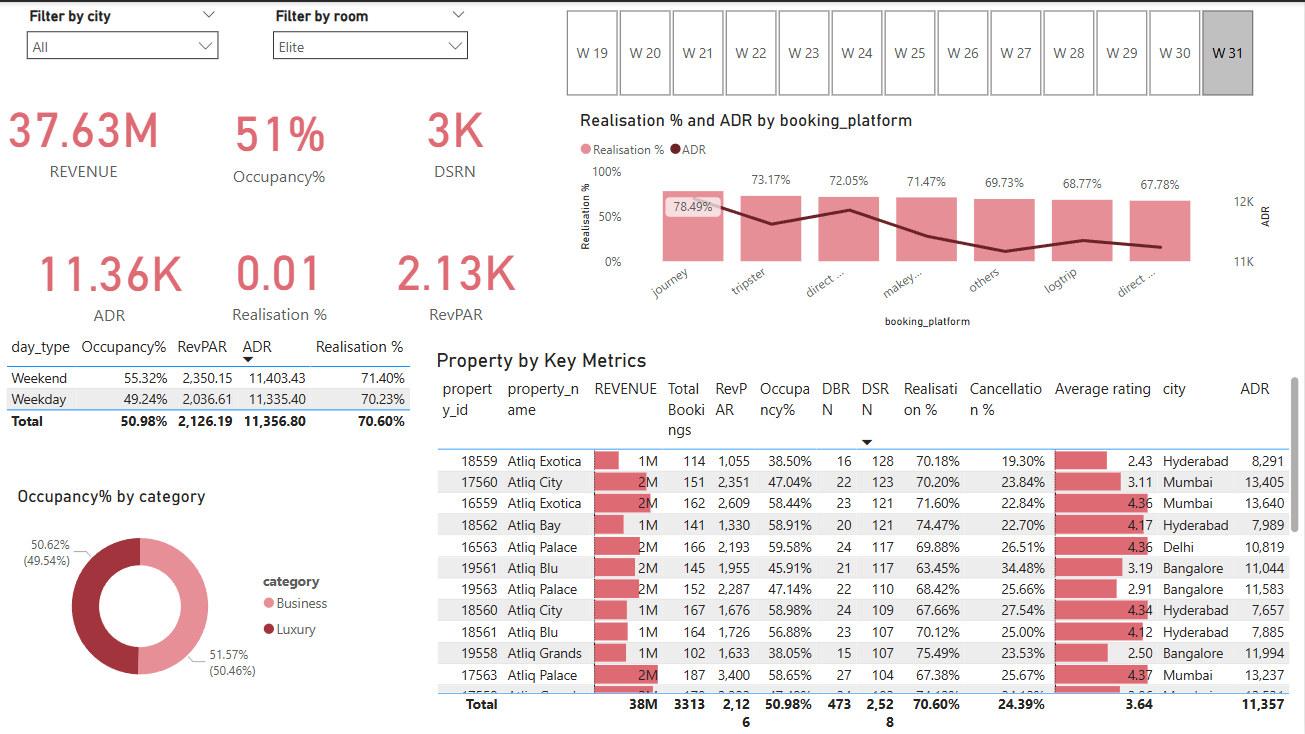 Filter by city
All
Filter by room
Elite
W 19 W 20 W 21 W 22 W 23 W 24 W 25 W 26 W 27 W 28 W 29 W 30 W 31
37.63M
REVENUE
51%
Occupancy%
3K
DSRN
11.36K
ADR
0.01
Realisation %
2.13K
RevPAR
Realisation % and ADR by booking_platform
Realisation % ADR
Realisation %
100%
50%
0%
78.49% 73.17% 72.05% 71.47% 69.73% 68.77% 67.78%
12K
11K
ADR
journey tripster direct ... makey... others logtrip direct ...
booking_platform
day_type Occupancy% RevPAR ADR Realisation %
Weekend 55.32% 2,350.15 11,403.43 71.40%
Weekday 49.24% 2,036.61 11,335.40 70.23%
Total 50.98% 2,126.19 11,356.80 70.60%
Occupancy% by category
50.62%
(49.54%)
51.57%
(50.46%)
category
Business
Luxury
Property by Key Metrics
propert property_n REVENUE Total RevP Occupa DBR DSR Realisati Cancellatio Average rating city ADR
y_id ame Booki AR ncy% N N on % n %
ngs
18559 Atliq Exotica 1M 114 1,055 38.50% 16 128 70.18% 19.30% 2.43 Hyderabad 8,291
17560 Atliq City 2M 151 2,351 47.04% 22 123 70.20% 23.84% 3.11 Mumbai 13,405
16559 Atliq Exotica 2M 162 2,609 58.44% 23 121 71.60% 22.84% 4.36 Mumbai 13,640
18562 Atliq Bay 1M 141 1,330 58.91% 20 121 74.47% 22.70% 4.17 Hyderabad 7,989
16563 Atliq Palace 2M 166 2,193 59.58% 24 117 69.88% 26.51% 4.36 Delhi 10,819
19561 Atliq Blu 2M 145 1,955 45.91% 21 117 63.45% 34.48% 3.19 Bangalore 11,044
19563 Atliq Palace 2M 152 2,287 47.14% 22 110 68.42% 25.66% 2.91 Bangalore 11,583
18560 Atliq City 1M 167 1,676 58.98% 24 109 67.66% 27.54% 4.34 Hyderabad 7,657
18561 Atliq Blu 1M 164 1,726 56.88% 23 107 70.12% 25.00% 4.12 Hyderabad 7,885
19558 Atliq Grands 1M 102 1,633 38.05% 15 107 75.49% 23.53% 2.50 Bangalore 11,994
17563 Atliq Palace 2M 187 3,400 58.65% 27 104 67.38% 25.67% 4.37 Mumbai 13,237
Total 38M 3313 2,12 50.98% 473 2,52 70.60% 24.39% 3.64 11,357
6 8